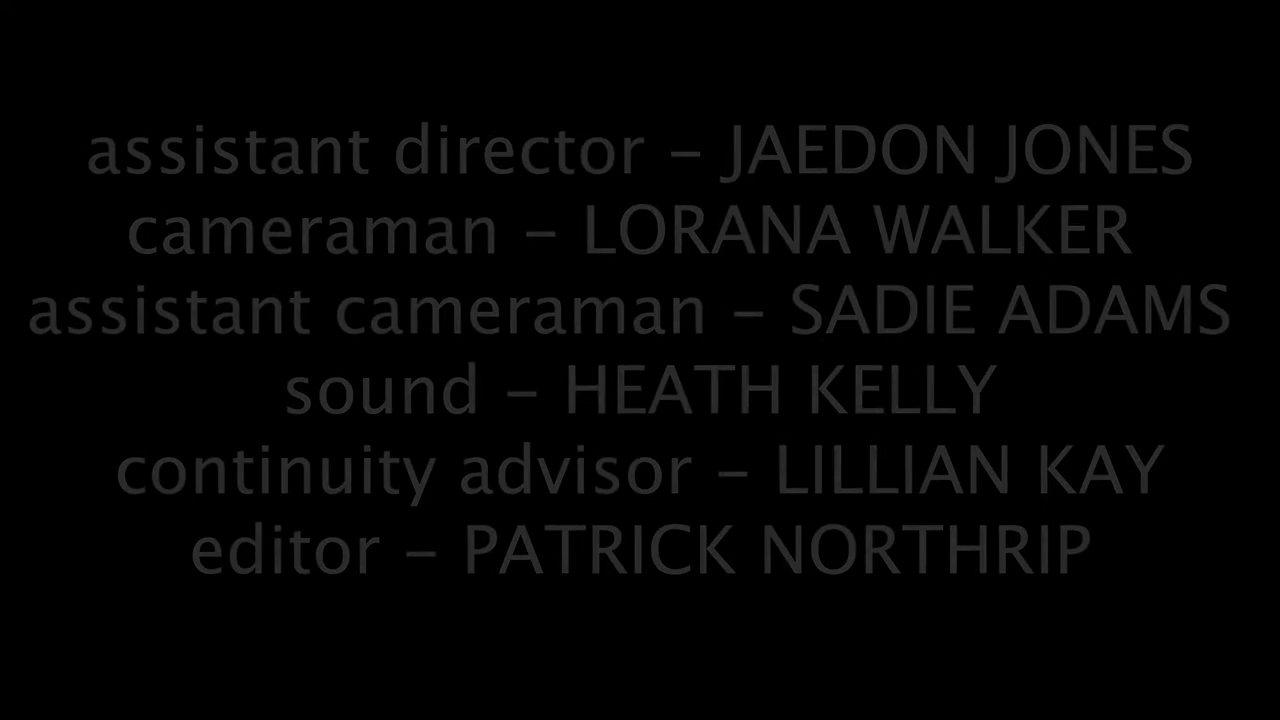 assistant director – JAEDON JONES
cameraman – LORANA WALKER
assistant cameraman – SADIE ADAMS
sound – HEATH KELLY
continuity advisor – LILLIAN KAY
editor – PATRICK NORTHRIP